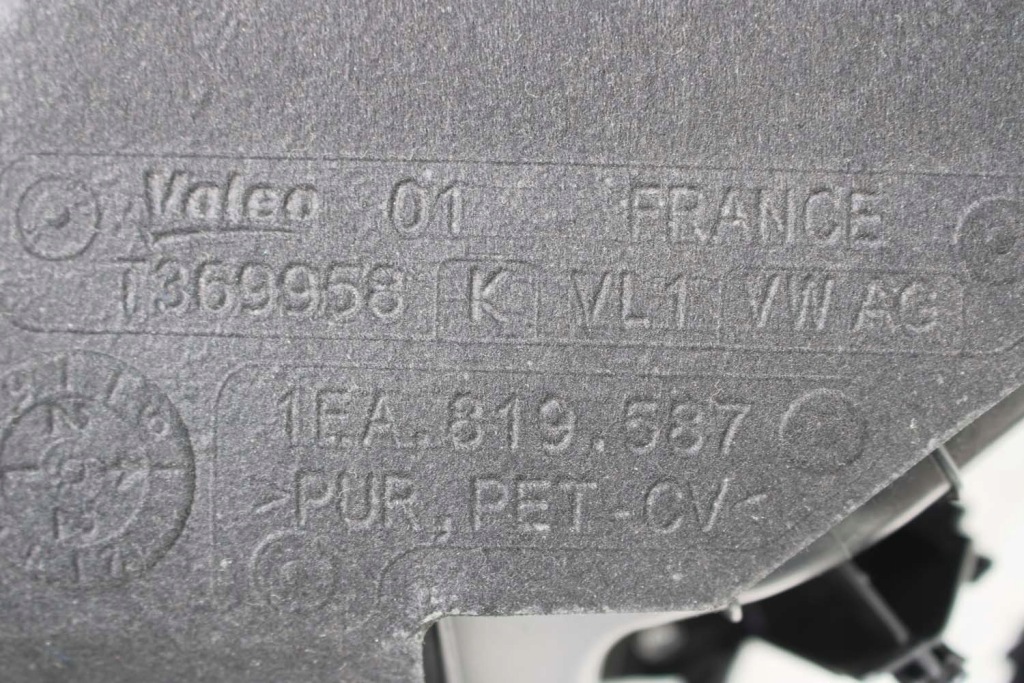 Valeo 01 FRANCE
T369958 K VL1 VW AG
1EA.819.587
>PUR, PET-CV<